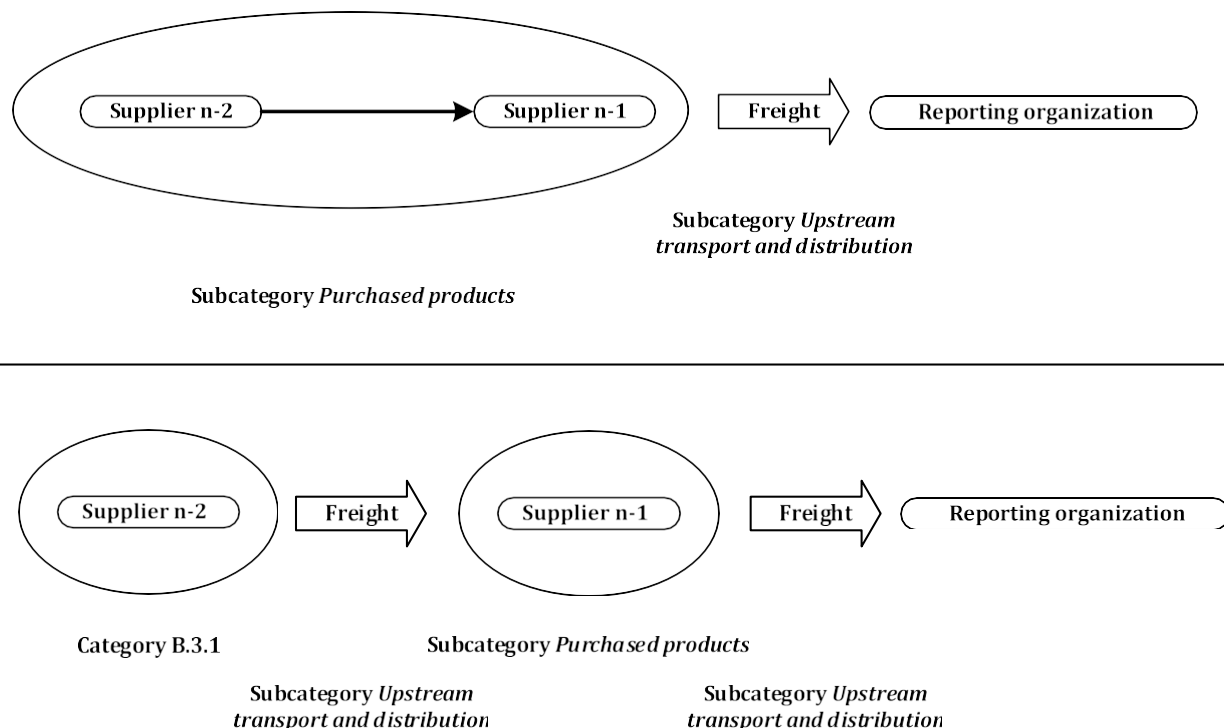 Supplier n-2
Supplier n-1
Freight
Reporting organization
Subcategory Upstream
transport and distribution
Subcategory Purchased products
Supplier n-2
Freight
Supplier n-1
Freight
Reporting organization
Category B.3.1
Subcategory Purchased products
Subcategory Upstream
transport and distribution
Subcategory Upstream
transport and distribution